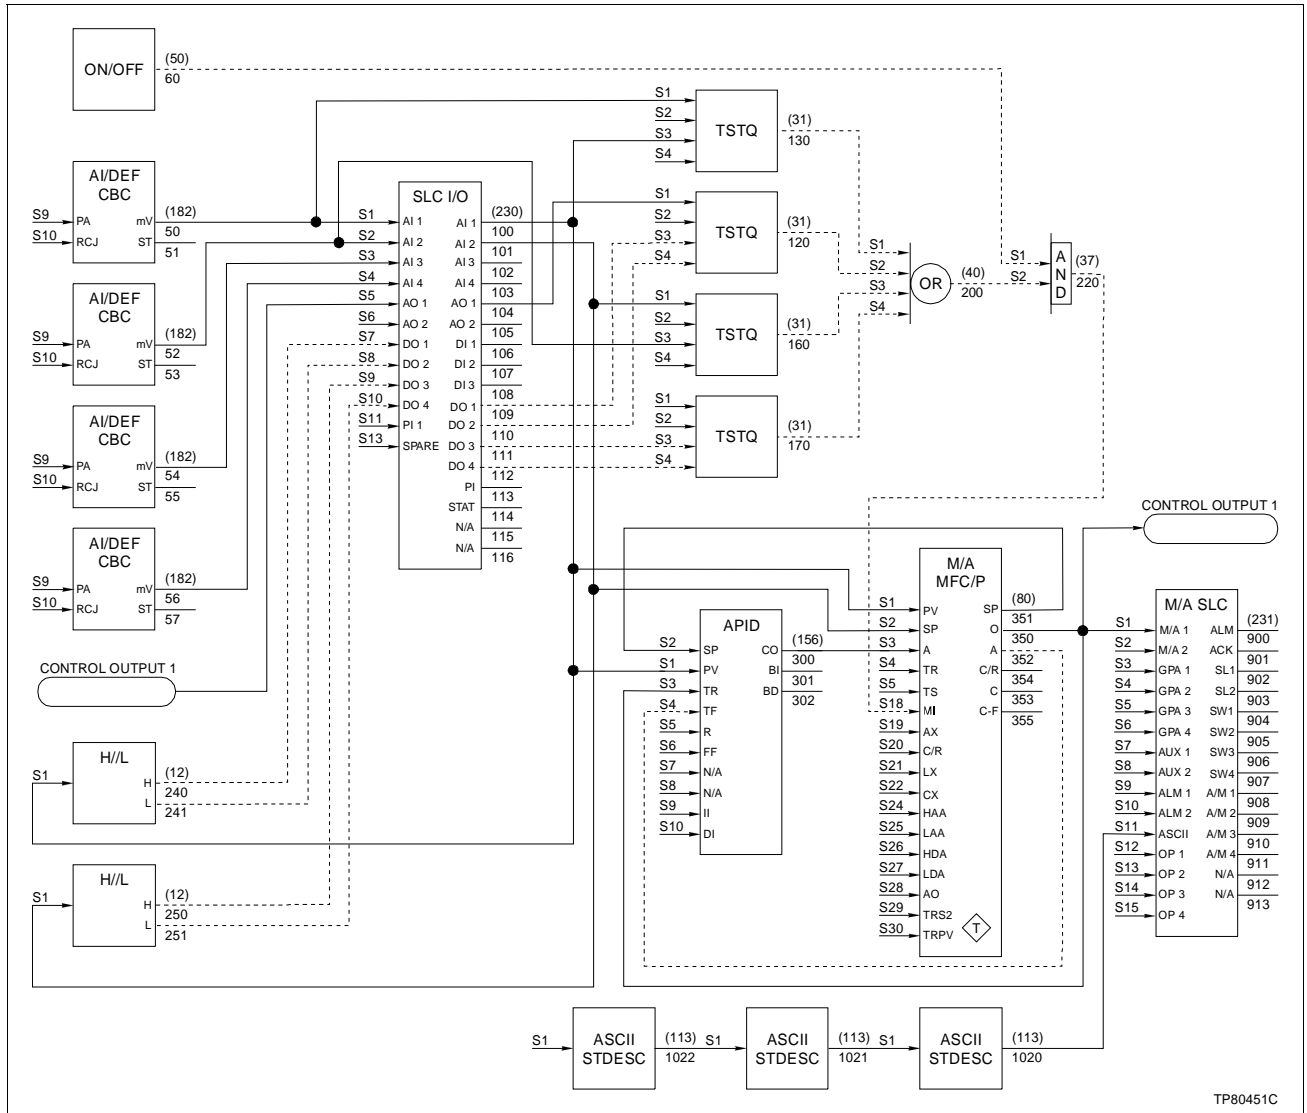 ON/OFF
(50)
60
AI/DEF
CBC
S9
PA
mV
(182)
50
S10
RCJ
ST
51
AI/DEF
CBC
S9
PA
mV
(182)
52
S10
RCJ
ST
53
AI/DEF
CBC
S9
PA
mV
(182)
54
S10
RCJ
ST
55
AI/DEF
CBC
S9
PA
mV
(182)
56
S10
RCJ
ST
57
CONTROL OUTPUT 1
H//L
S1
H
(12)
240
L
241
H//L
S1
H
(12)
250
L
251
SLC I/O
S1
AI 1
AI 1
(230)
100
S2
AI 2
AI 2
101
S3
AI 3
AI 3
102
S4
AI 4
AI 4
103
S5
AO 1
AO 1
104
S6
AO 2
AO 2
105
S7
DO 1
DI 1
106
S8
DO 2
DI 2
107
S9
DO 3
DI 3
108
S10
DO 4
DO 1
109
S11
PI 1
DO 2
110
S13
SPARE
DO 3
111
DO 4
112
PI
113
STAT
114
N/A
115
N/A
116
S1
S2
S3
S4
TSTQ
(31)
130
S1
S2
S3
S4
TSTQ
(31)
120
S1
S2
S3
S4
TSTQ
(31)
160
S1
S2
S3
S4
TSTQ
(31)
170
S1
S2
S3
S4
OR
(40)
200
S1
S2
A
N
D
(37)
220
CONTROL OUTPUT 1
APID
S2
SP
CO
(156)
300
S1
PV
BI
301
S3
TR
BD
302
S4
TF
S5
R
S6
FF
S7
N/A
S8
N/A
S9
II
S10
DI
M/A
MFC/P
S1
PV
SP
(80)
351
S2
SP
O
350
S3
A
A
352
S4
TR
C/R
354
S5
TS
C
353
S18
MI
C-F
355
S19
AX
S20
C/R
S21
LX
S22
CX
S24
HAA
S25
LAA
S26
HDA
S27
LDA
S28
AO
S29
TRS2
S30
TRPV
T
M/A SLC
S1
M/A 1
ALM
(231)
900
S2
M/A 2
ACK
901
S3
GPA 1
SL1
902
S4
GPA 2
SL2
903
S5
GPA 3
SW1
904
S6
GPA 4
SW2
905
S7
AUX 1
SW3
906
S8
AUX 2
SW4
907
S9
ALM 1
A/M 1
908
S10
ALM 2
A/M 2
909
S11
ASCII
A/M 3
910
S12
OP 1
A/M 4
911
S13
OP 2
N/A
912
S14
OP 3
N/A
913
S15
OP 4
S1
ASCII
STDESC
(113)
1022
S1
ASCII
STDESC
(113)
1021
S1
ASCII
STDESC
(113)
1020
TP80451C